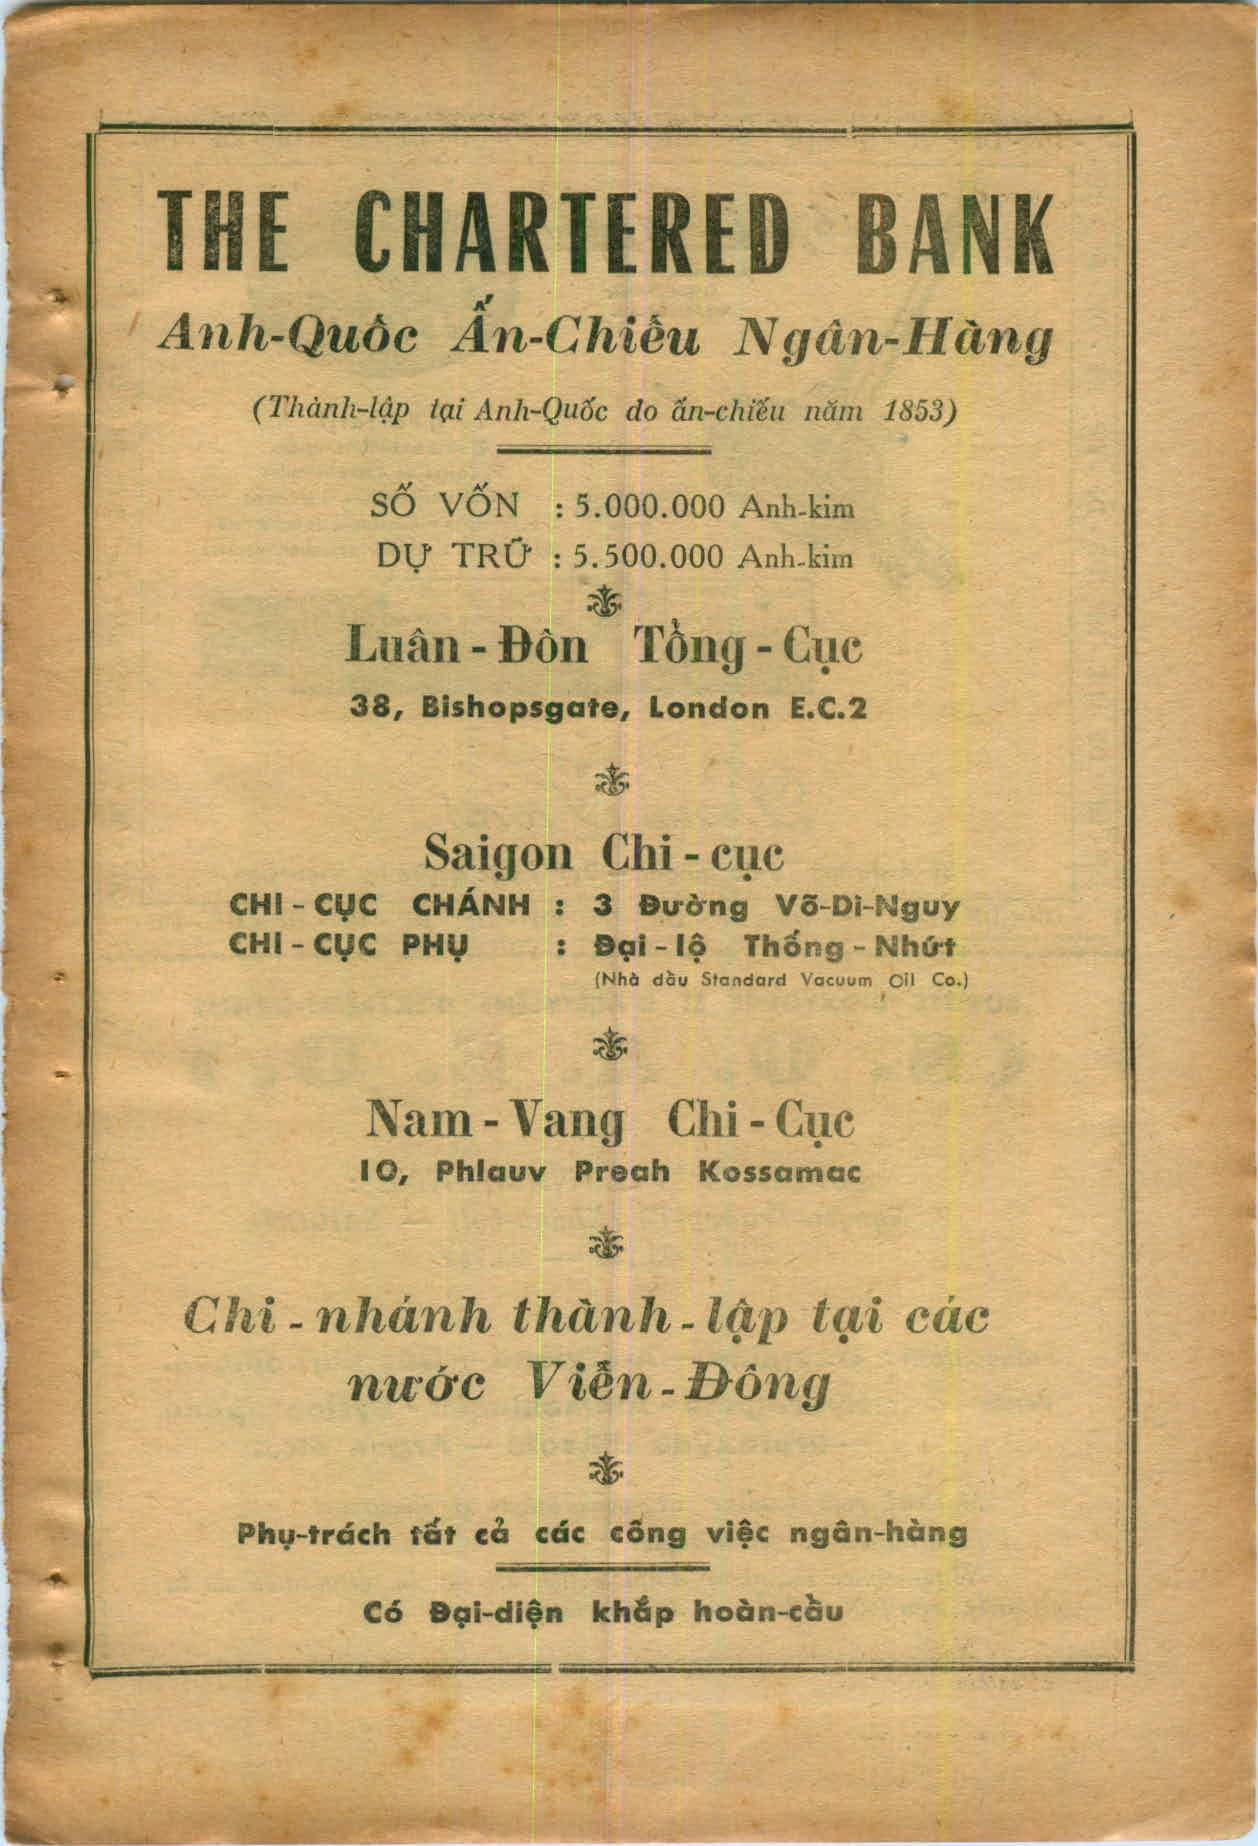 THE CHARTERED BANK
Anh-Quốc Ấn-Chiếu Ngân-Hàng
(Thành-lập tại Anh-Quốc do ấn-chiếu năm 1853)
SỐ VỐN : 5.000.000 Anh-kim
DỰ TRỮ : 5.500.000 Anh-kim
Luân-Đôn Tổng-Cục
38, Bishopsgate, London E.C.2
Saigon Chi-cục
CHI-CỤC CHÁNH : 3 Đường Võ-Di-Nguy
CHI-CỤC PHỤ : Đại-lộ Thống-Nhứt
(Nhà dầu Standard Vacuum Oil Co.)
Nam-Vang Chi-Cục
10, Phlauv Preah Kossamac
Chi-nhánh thành-lập tại các
nước Viễn-Đông
Phụ-trách tất cả các công việc ngân-hàng
Có Đại-diện khắp hoàn-cầu